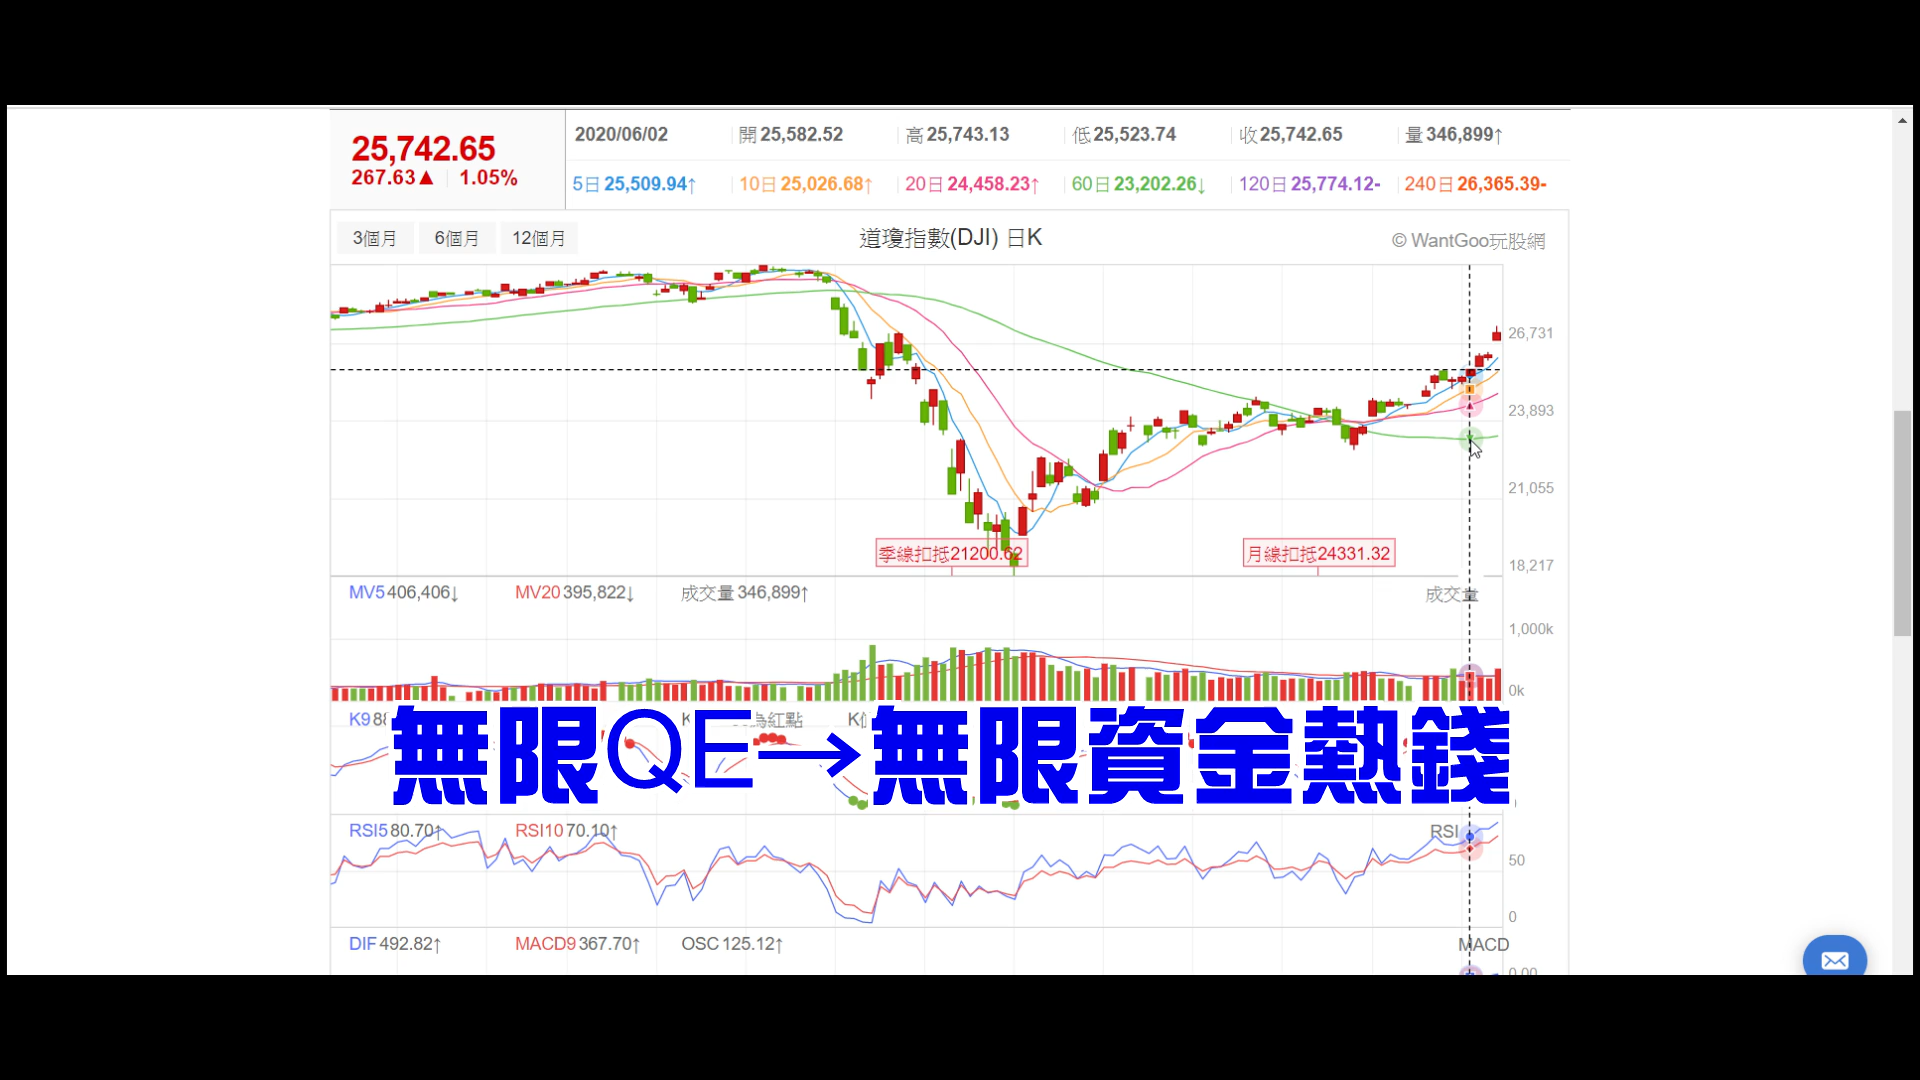 25,742.65
267.63▲ 1.05%
2020/06/02 開 25,582.52 高 25,743.13 低 25,523.74 收 25,742.65 量 346,899↑
5日 25,509.94↑ 10日 25,026.68↑ 20日 24,458.23↑ 60日 23,202.26↓ 120日 25,774.12- 240日 26,365.39-
3個月 6個月 12個月
道瓊指數(DJI) 日K
© WantGoo玩股網
26,731
23,893
21,055
季線扣抵21200.62 月線扣抵24331.32
18,217
MV5 406,406↓ MV20 395,822↓ 成交量 346,899↑ 成交量
1,000k
0k
K9 為紅點
無限QE→無限資金熱錢
RSI5 80.70↑ RSI10 70.10↑ RSI
50
0
DIF 492.82↑ MACD9 367.70↑ OSC 125.12↑ MACD
0.00